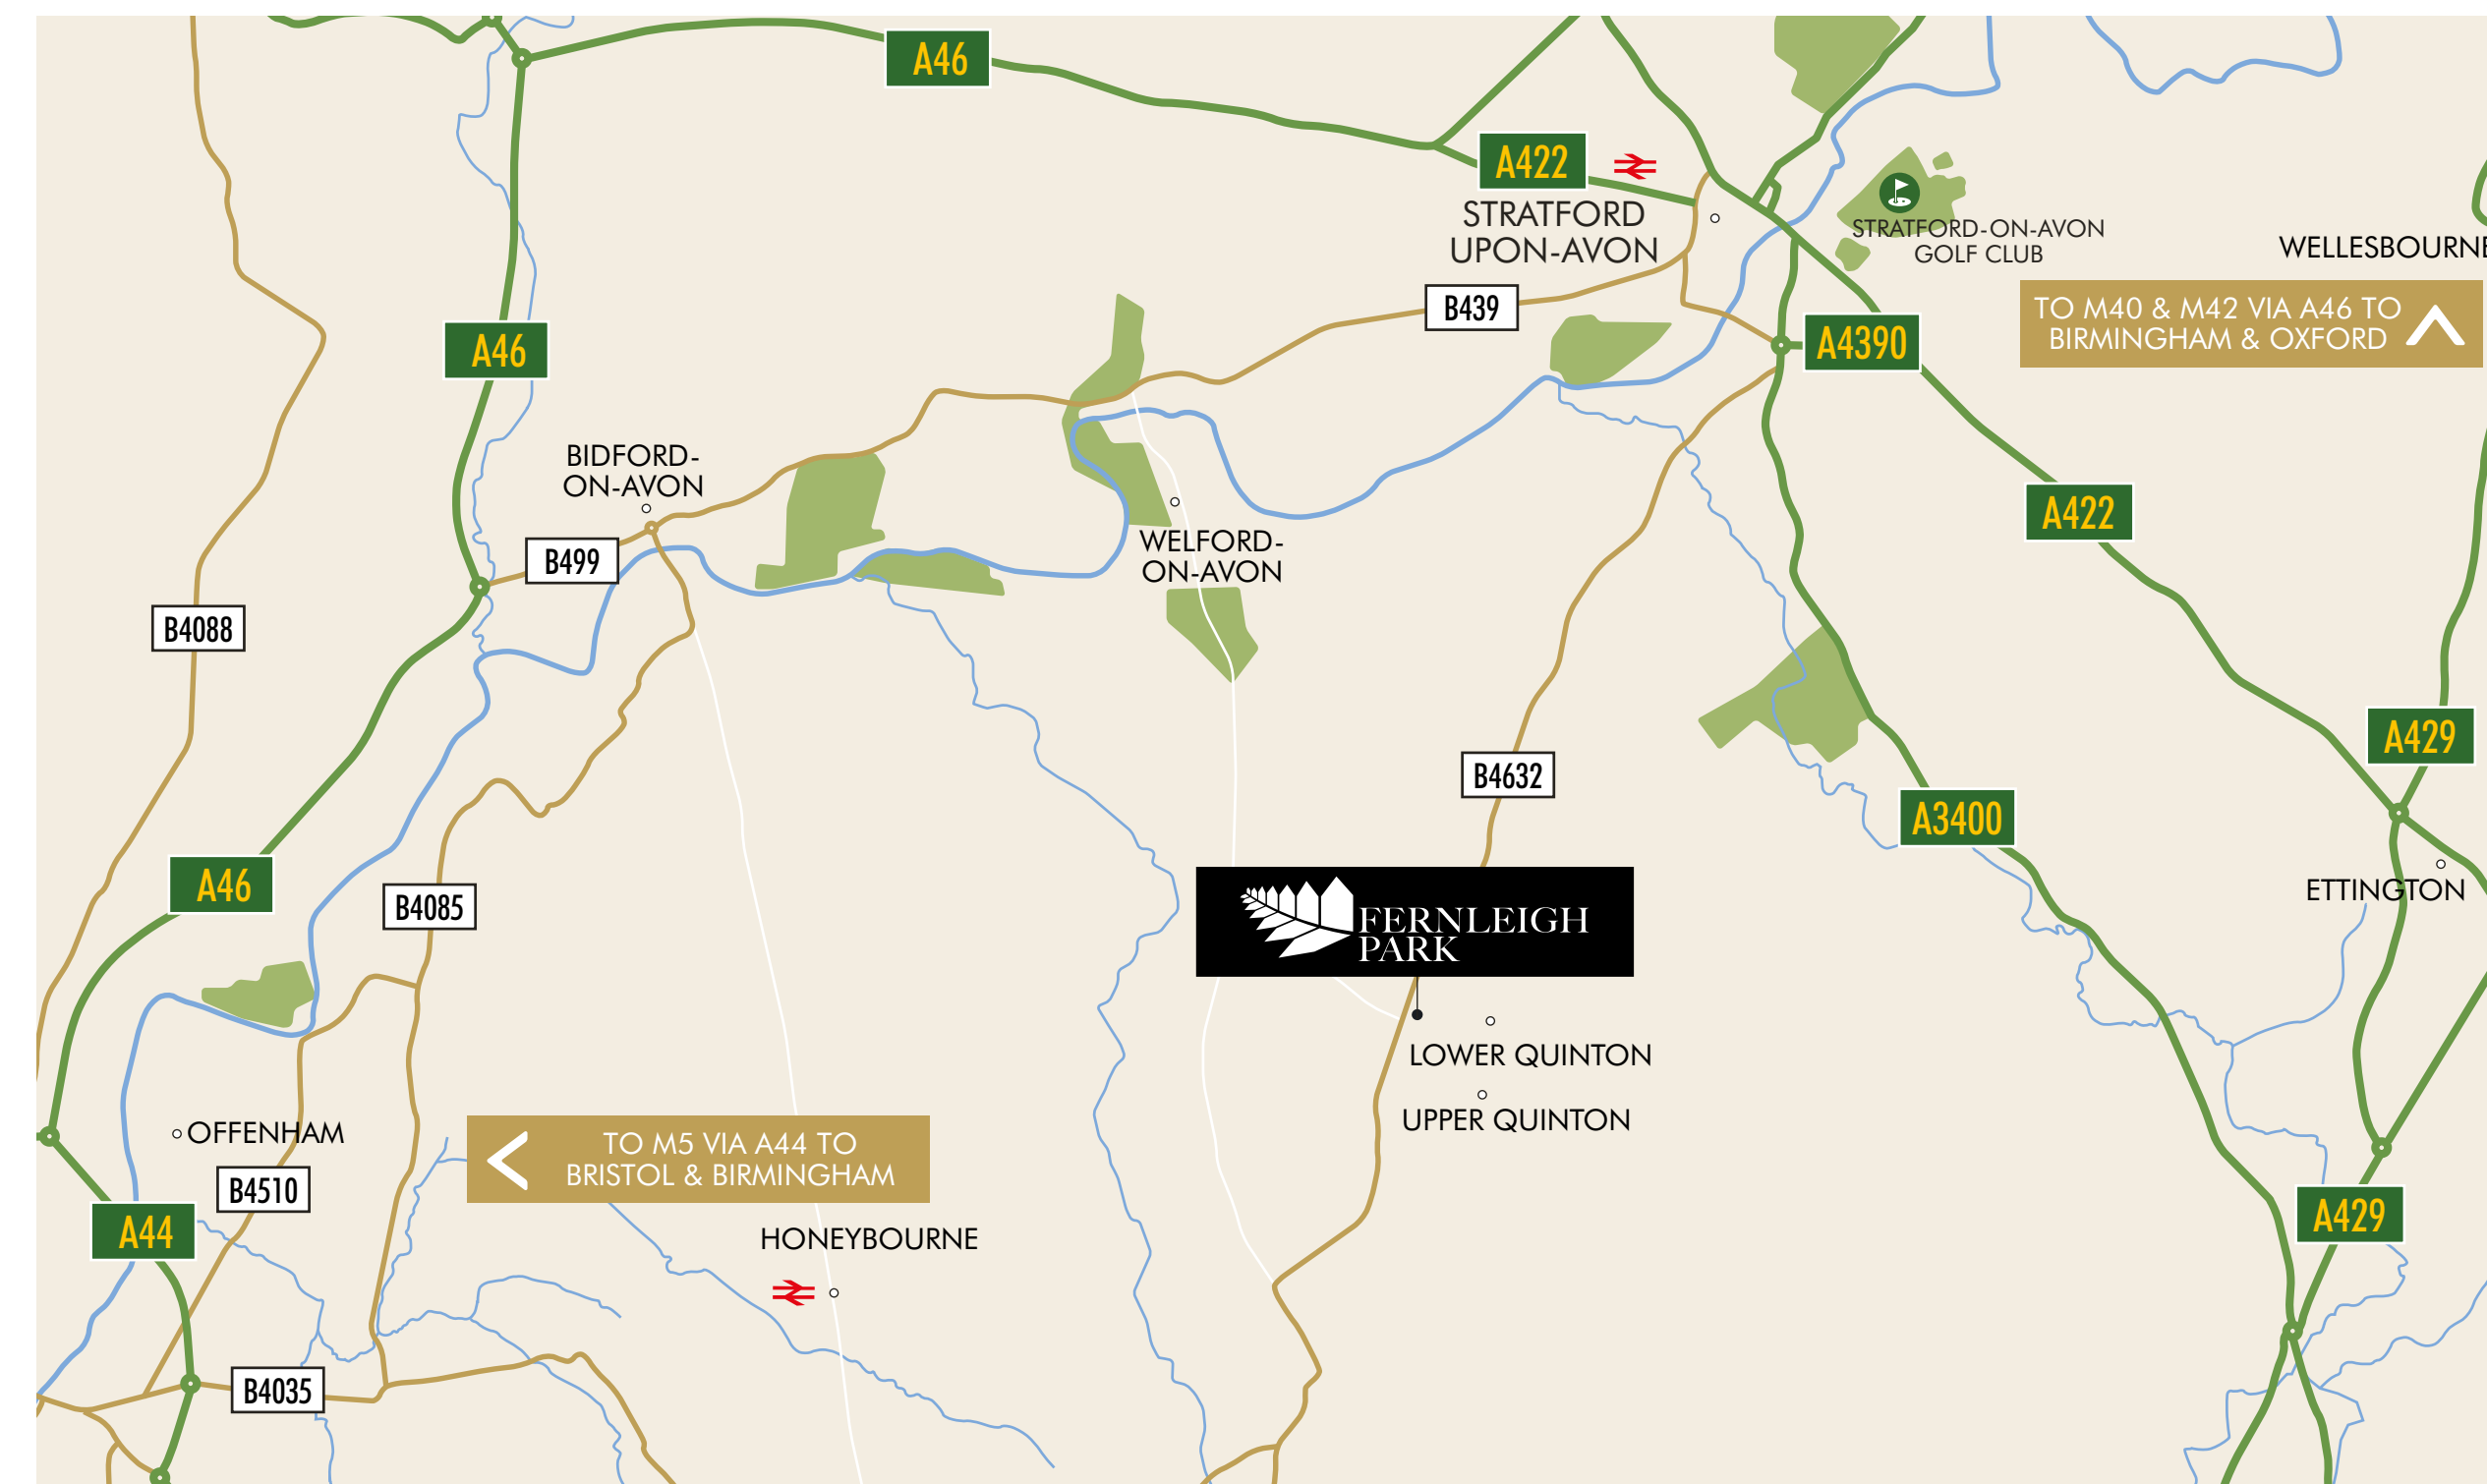 A46
A422
STRATFORD
UPON-AVON
STRATFORD-ON-AVON
GOLF CLUB
WELLESBOURNE
B439
TO M40 & M42 VIA A46 TO
BIRMINGHAM & OXFORD
A46
A4390
BIDFORD-
ON-AVON
A422
B499
WELFORD-
ON-AVON
B4088
A429
B4632
A3400
A46
B4085
ETTINGTON
FERNLEIGH
PARK
LOWER QUINTON
UPPER QUINTON
OFFENHAM
TO M5 VIA A44 TO
BRISTOL & BIRMINGHAM
B4510
A44
A429
HONEYBOURNE
B4035